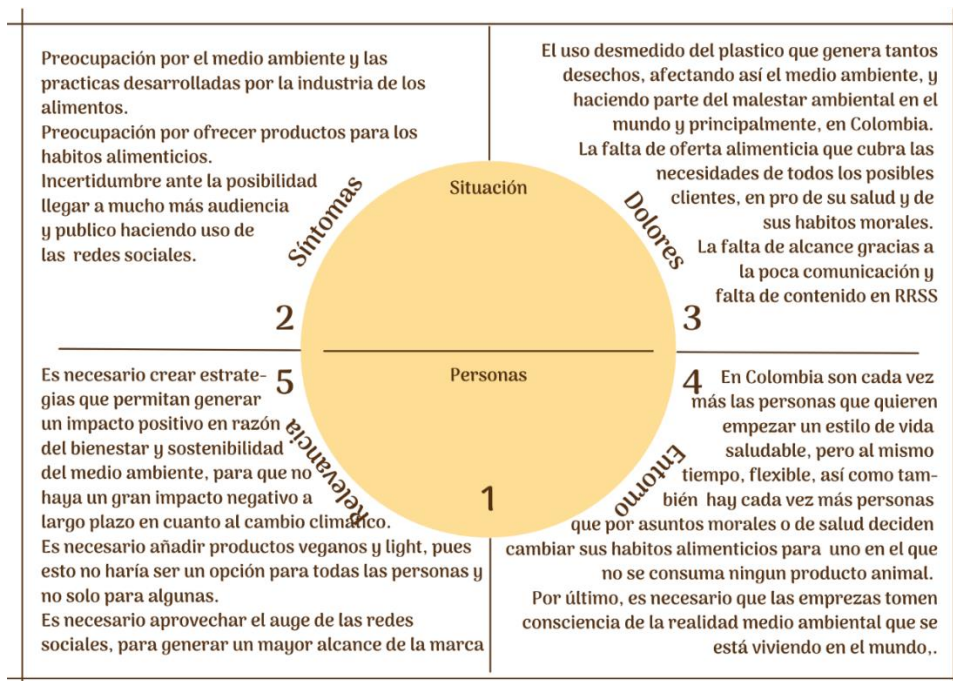 Preocupación por el medio ambiente y las
practicas desarrolladas por la industria de los
alimentos.
Preocupación por ofrecer productos para los
habitos alimenticios.
Incertidumbre ante la posibilidad
llegar a mucho más audiencia
y publico haciendo uso de
las redes sociales.
Síntomas
2
El uso desmedido del plastico que genera tantos
desechos, afectando así el medio ambiente, y
haciendo parte del malestar ambiental en el
mundo y principalmente, en Colombia.
La falta de oferta alimenticia que cubra las
necesidades de todos los posibles
clientes, en pro de su salud y de
sus habitos morales.
La falta de alcance gracias a
la poca comunicación y
falta de contenido en RRSS
Dolores
3
Situación
Personas
1
Es necesario crear estrate-
gias que permitan generar
un impacto positivo en razón
del bienestar y sostenibilidad
del medio ambiente, para que no
haya un gran impacto negativo a
largo plazo en cuanto al cambio climatico.
Es necesario añadir productos veganos y light, pues
esto no haría ser un opción para todas las personas y
no solo para algunas.
Es necesario aprovechar el auge de las redes
sociales, para generar un mayor alcance de la marca
5
Relevancia
4
En Colombia son cada vez
más las personas que quieren
empezar un estilo de vida
saludable, pero al mismo
tiempo, flexible, así como tam-
bién hay cada vez más personas
que por asuntos morales o de salud deciden
cambiar sus habitos alimenticios para uno en el que
no se consuma ningun producto animal.
Por último, es necesario que las emprezas tomen
consciencia de la realidad medio ambiental que se
está viviendo en el mundo,.
Entorno